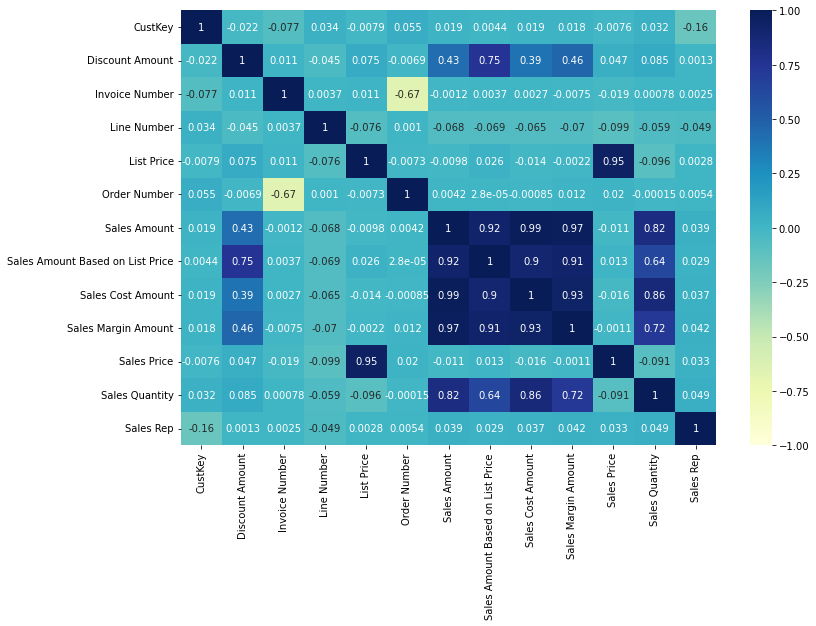 CustKey 1 -0.022 -0.077 0.034 -0.0079 0.055 0.019 0.0044 0.019 0.018 -0.0076 0.032 -0.16
Discount Amount -0.022 1 0.011 -0.045 0.075 -0.0069 0.43 0.75 0.39 0.46 0.047 0.085 0.0013
Invoice Number -0.077 0.011 1 0.0037 0.011 -0.67 -0.0012 0.0037 0.0027 -0.0075 -0.019 0.00078 0.0025
Line Number 0.034 -0.045 0.0037 1 -0.076 0.001 -0.068 -0.069 -0.065 -0.07 -0.099 -0.059 -0.049
List Price -0.0079 0.075 0.011 -0.076 1 -0.0073 -0.0098 0.026 -0.014 -0.0022 0.95 -0.096 0.0028
Order Number 0.055 -0.0069 -0.67 0.001 -0.0073 1 0.0042 2.8e-05 -0.00085 0.012 0.02 -0.00015 0.0054
Sales Amount 0.019 0.43 -0.0012 -0.068 -0.0098 0.0042 1 0.92 0.99 0.97 -0.011 0.82 0.039
Sales Amount Based on List Price 0.0044 0.75 0.0037 -0.069 0.026 2.8e-05 0.92 1 0.9 0.91 0.013 0.64 0.029
Sales Cost Amount 0.019 0.39 0.0027 -0.065 -0.014 -0.00085 0.99 0.9 1 0.93 -0.016 0.86 0.037
Sales Margin Amount 0.018 0.46 -0.0075 -0.07 -0.0022 0.012 0.97 0.91 0.93 1 -0.0011 0.72 0.042
Sales Price -0.0076 0.047 -0.019 -0.099 0.95 0.02 -0.011 0.013 -0.016 -0.0011 1 -0.091 0.033
Sales Quantity 0.032 0.085 0.00078 -0.059 -0.096 -0.00015 0.82 0.64 0.86 0.72 -0.091 1 0.049
Sales Rep -0.16 0.0013 0.0025 -0.049 0.0028 0.0054 0.039 0.029 0.037 0.042 0.033 0.049 1
CustKey
Discount Amount
Invoice Number
Line Number
List Price
Order Number
Sales Amount
Sales Amount Based on List Price
Sales Cost Amount
Sales Margin Amount
Sales Price
Sales Quantity
Sales Rep
1.00
0.75
0.50
0.25
0.00
-0.25
-0.50
-0.75
-1.00